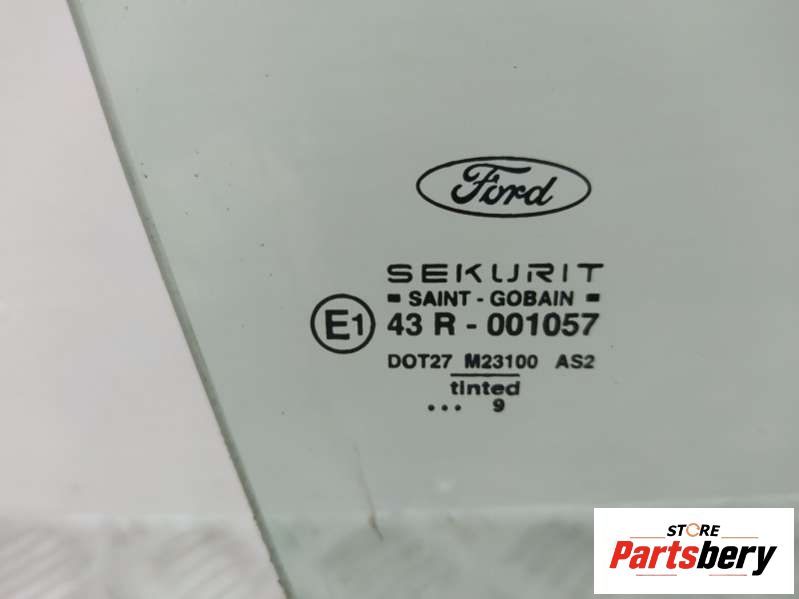 Ford
SEKURIT
SAINT - GOBAIN
E1 43 R - 001057
DOT27 M23100 AS2
tinted
... 9
STORE
Partsbery